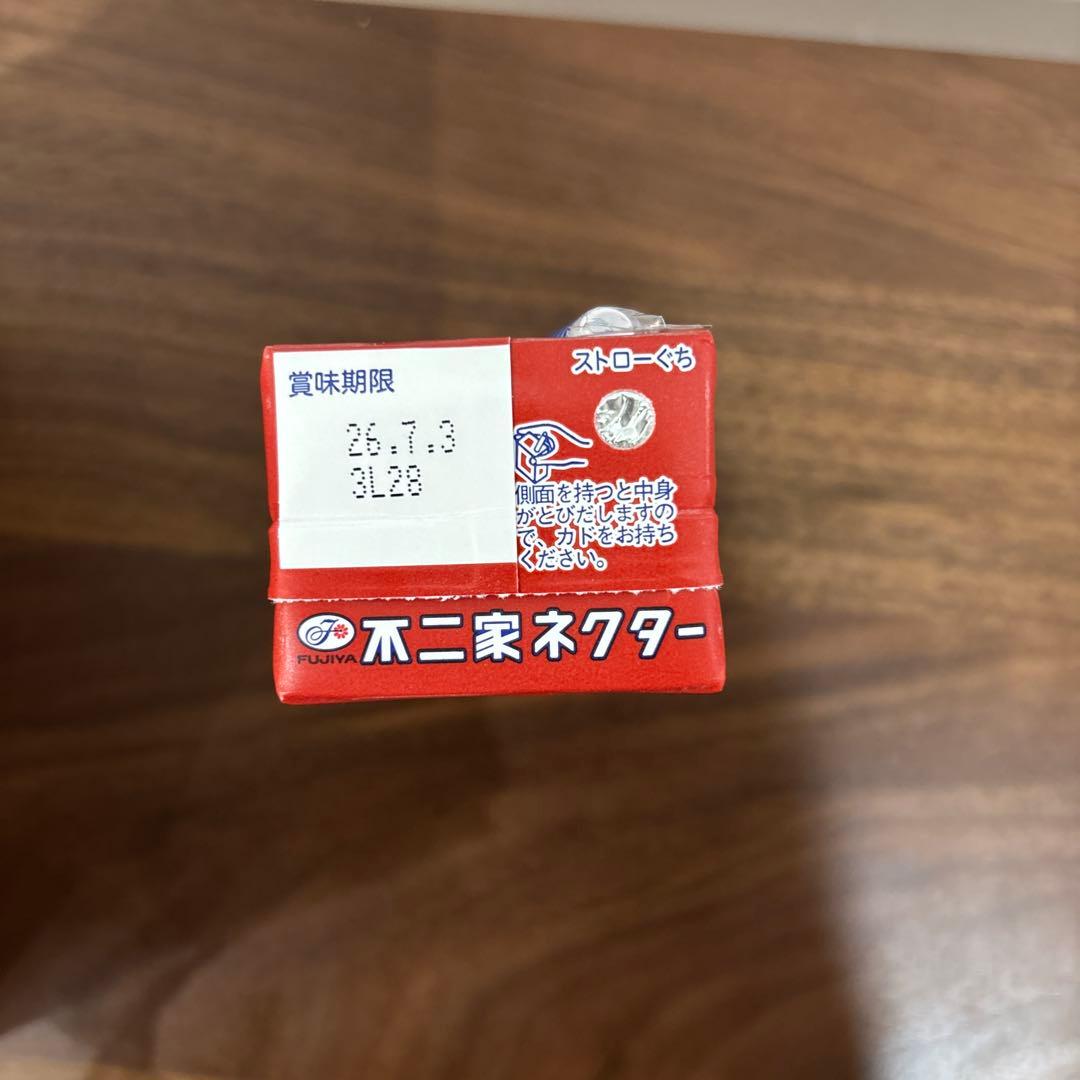 賞味期限
26.7.3
3L28
ストローぐち
側面を持つと中身
がとびだしますの
で、カドをお持ち
ください。
FUJIYA
不二家ネクター